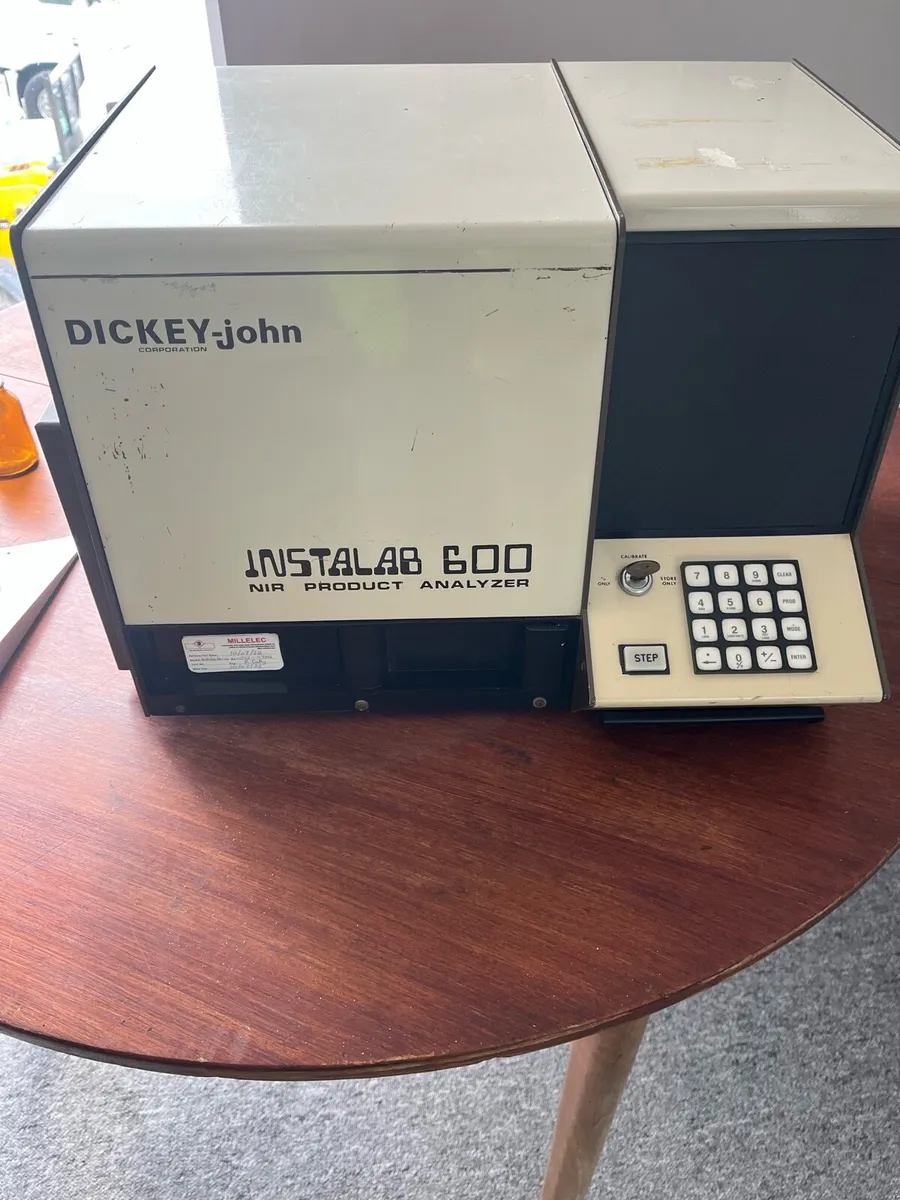 DICKEY-john
CORPORATION
INSTALAB 600
NIR PRODUCT ANALYZER
MILLELEC
CALIBRATE
% ONLY
STORE ONLY
STEP
7 8 9 CLEAR
4 5 6 PROD
1 2 3 MODE
0 +/- ENTER